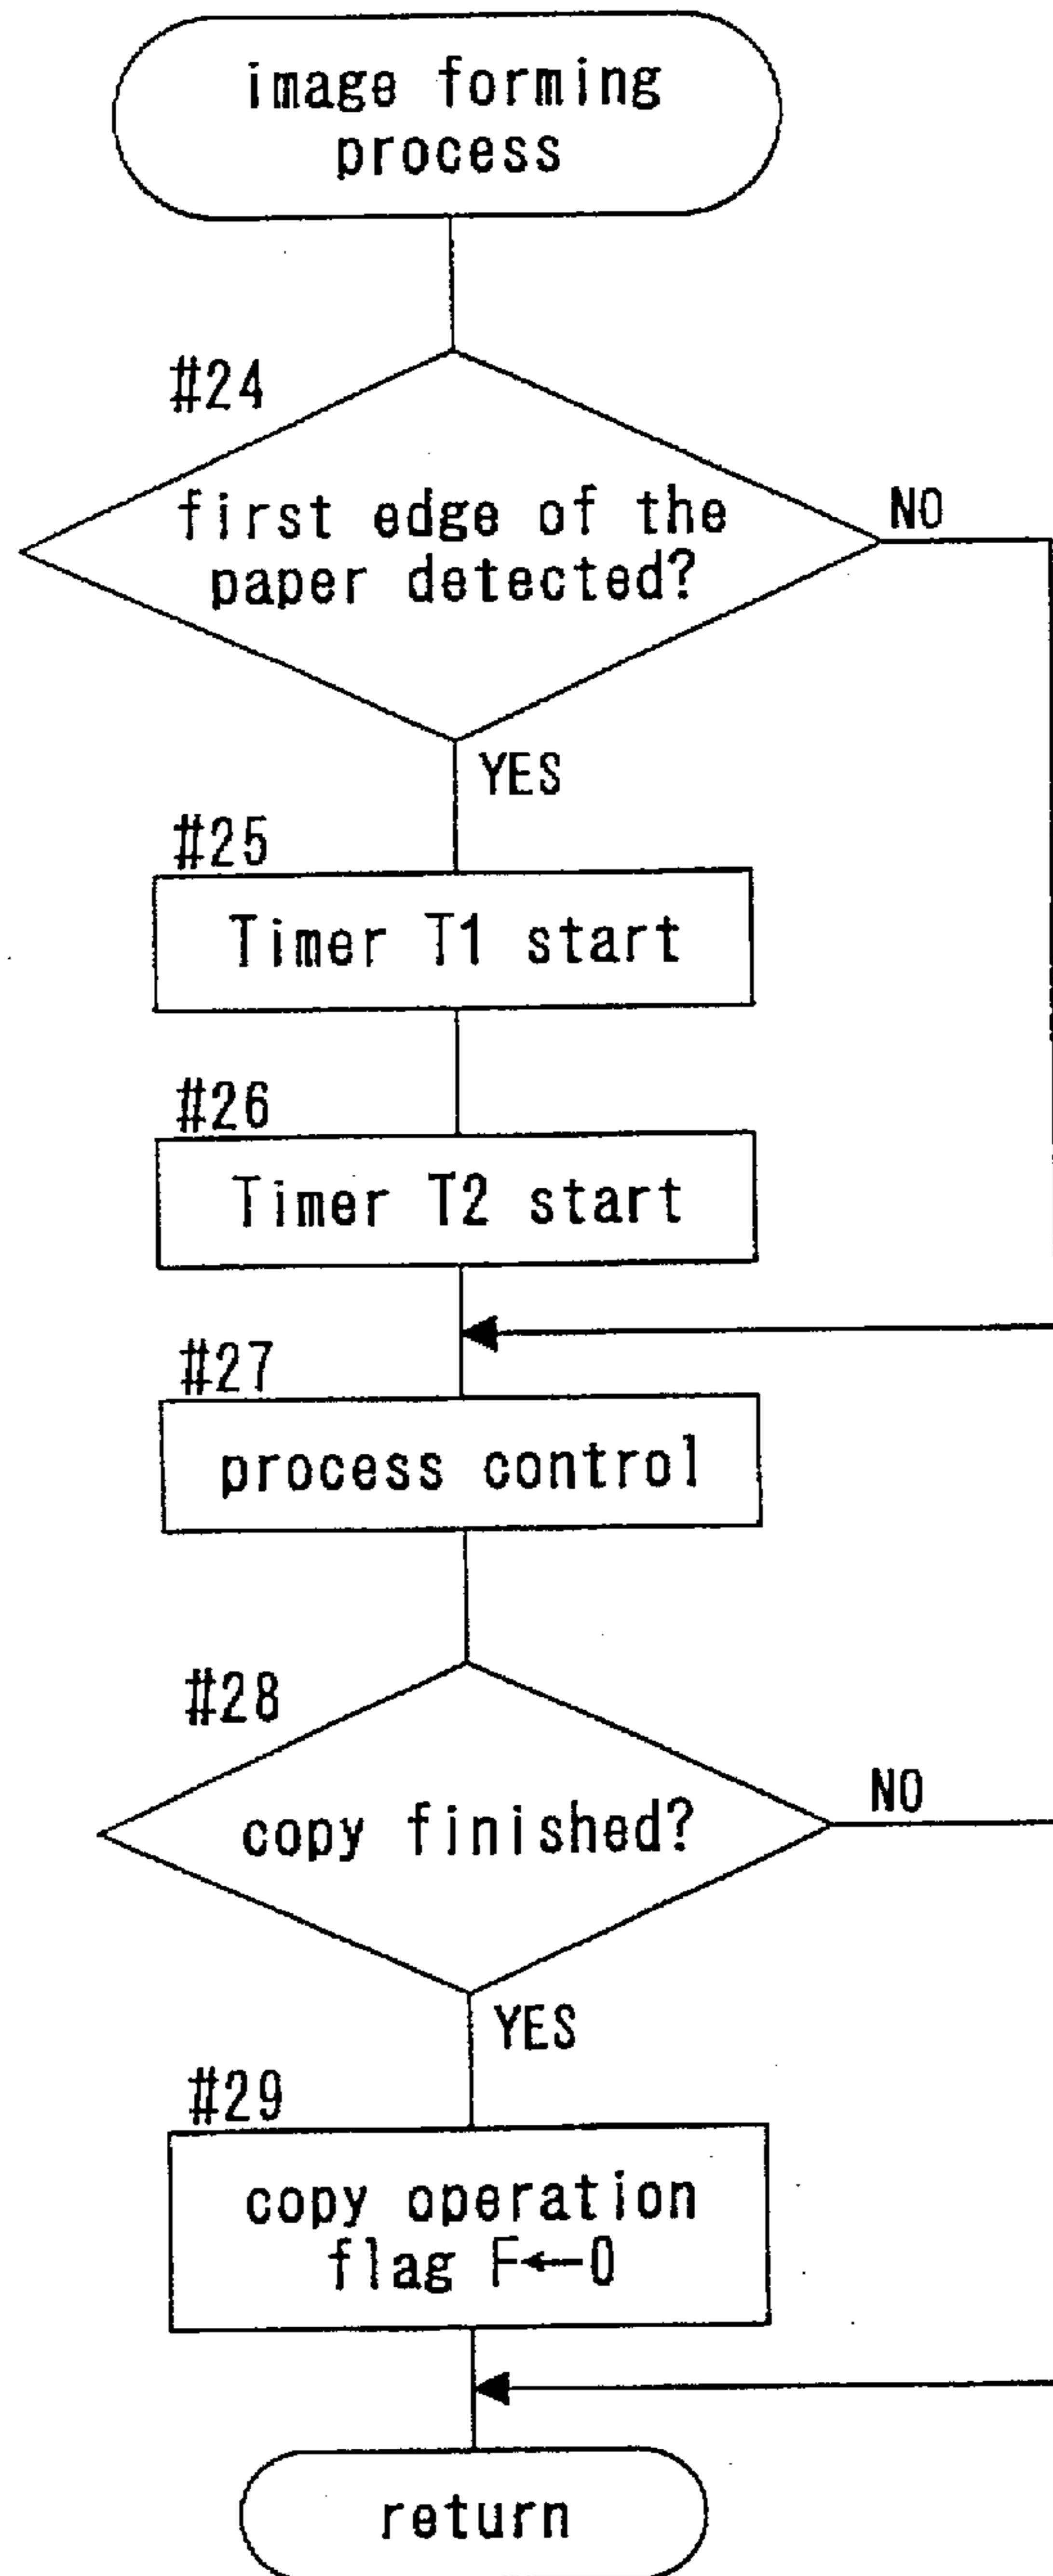 image forming
process
#24
first edge of the
paper detected?
NO
YES
#25
Timer T1 start
#26
Timer T2 start
#27
process control
#28
copy finished?
NO
YES
#29
copy operation
flag F←0
return